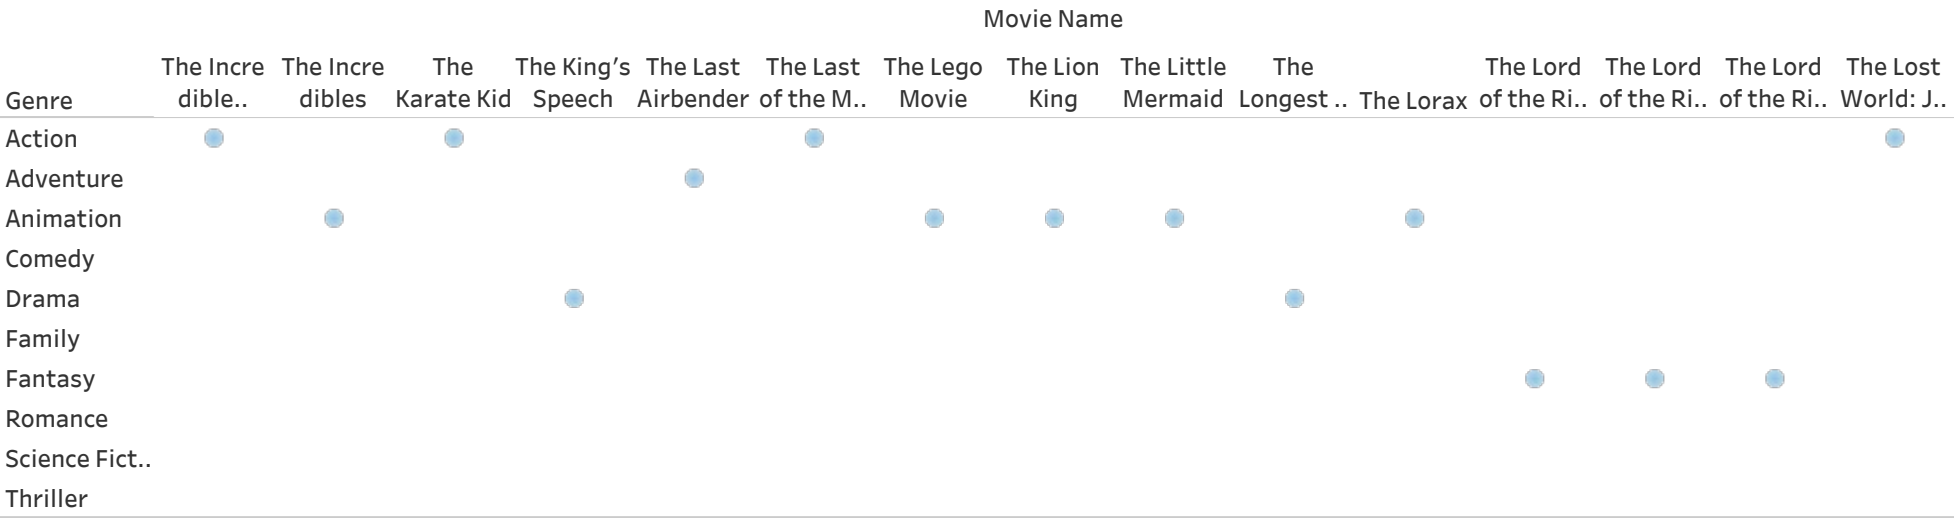 Movie Name
The Incre The Incre The The King's The Last The Last The Lego The Lion The Little The The Lord The Lord The Lord The Lost
Genre dible.. dibles Karate Kid Speech Airbender of the M.. Movie King Mermaid Longest .. The Lorax of the Ri.. of the Ri.. of the Ri.. World: J..
Action
Adventure
Animation
Comedy
Drama
Family
Fantasy
Romance
Science Fict..
Thriller